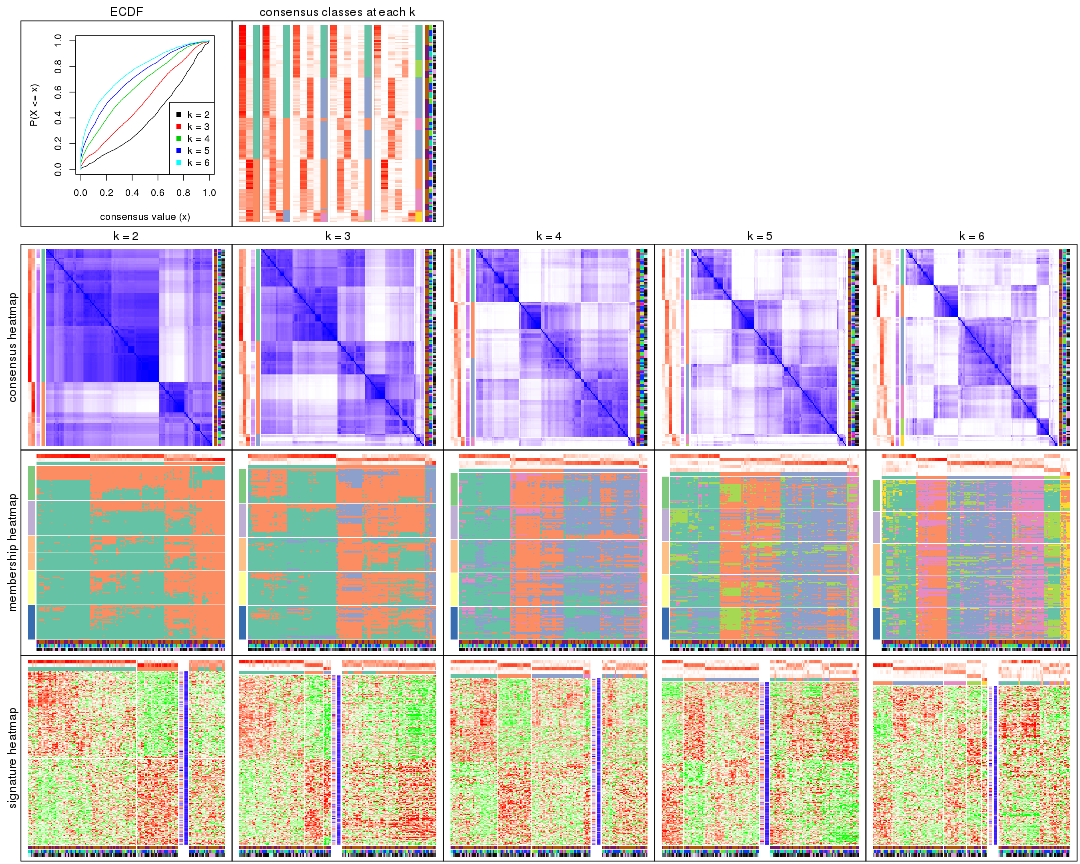 ECDF
consensus classes at each k
P(X <= x)
0.0 0.2 0.4 0.6 0.8 1.0
k = 2
k = 3
k = 4
k = 5
k = 6
0.0 0.2 0.4 0.6 0.8 1.0
consensus value (x)
k = 2 k = 3 k = 4 k = 5 k = 6
consensus heatmap
membership heatmap
signature heatmap